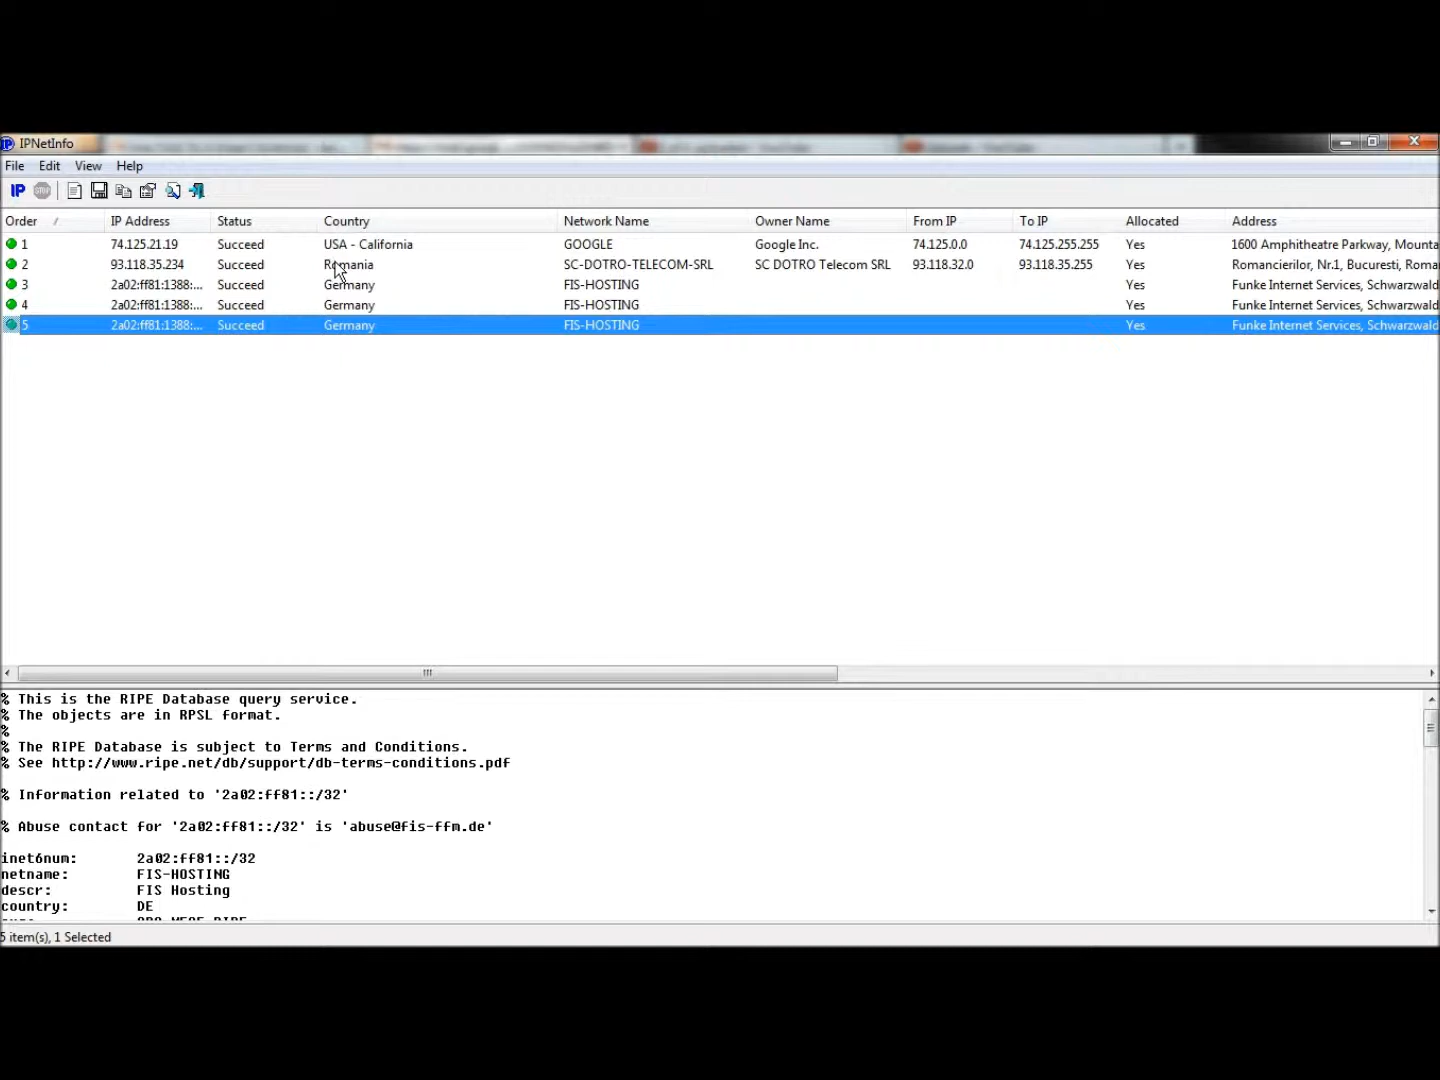 IPNetInfo
File Edit View Help
IP STOP
Order / IP Address Status Country Network Name Owner Name From IP To IP Allocated Address
1 74.125.21.19 Succeed USA - California GOOGLE Google Inc. 74.125.0.0 74.125.255.255 Yes 1600 Amphitheatre Parkway, Mounta
2 93.118.35.234 Succeed Romania SC-DOTRO-TELECOM-SRL SC DOTRO Telecom SRL 93.118.32.0 93.118.35.255 Yes Romancierilor, Nr.1, Bucuresti, Roma
3 2a02:ff81:1388:... Succeed Germany FIS-HOSTING Yes Funke Internet Services, Schwarzwald
4 2a02:ff81:1388:... Succeed Germany FIS-HOSTING Yes Funke Internet Services, Schwarzwald
5 2a02:ff81:1388:... Succeed Germany FIS-HOSTING Yes Funke Internet Services, Schwarzwald
% This is the RIPE Database query service.
% The objects are in RPSL format.
%
% The RIPE Database is subject to Terms and Conditions.
% See http://www.ripe.net/db/support/db-terms-conditions.pdf
% Information related to '2a02:ff81::/32'
% Abuse contact for '2a02:ff81::/32' is 'abuse@fis-ffm.de'
inet6num: 2a02:ff81::/32
netname: FIS-HOSTING
descr: FIS Hosting
country: DE
5 item(s), 1 Selected